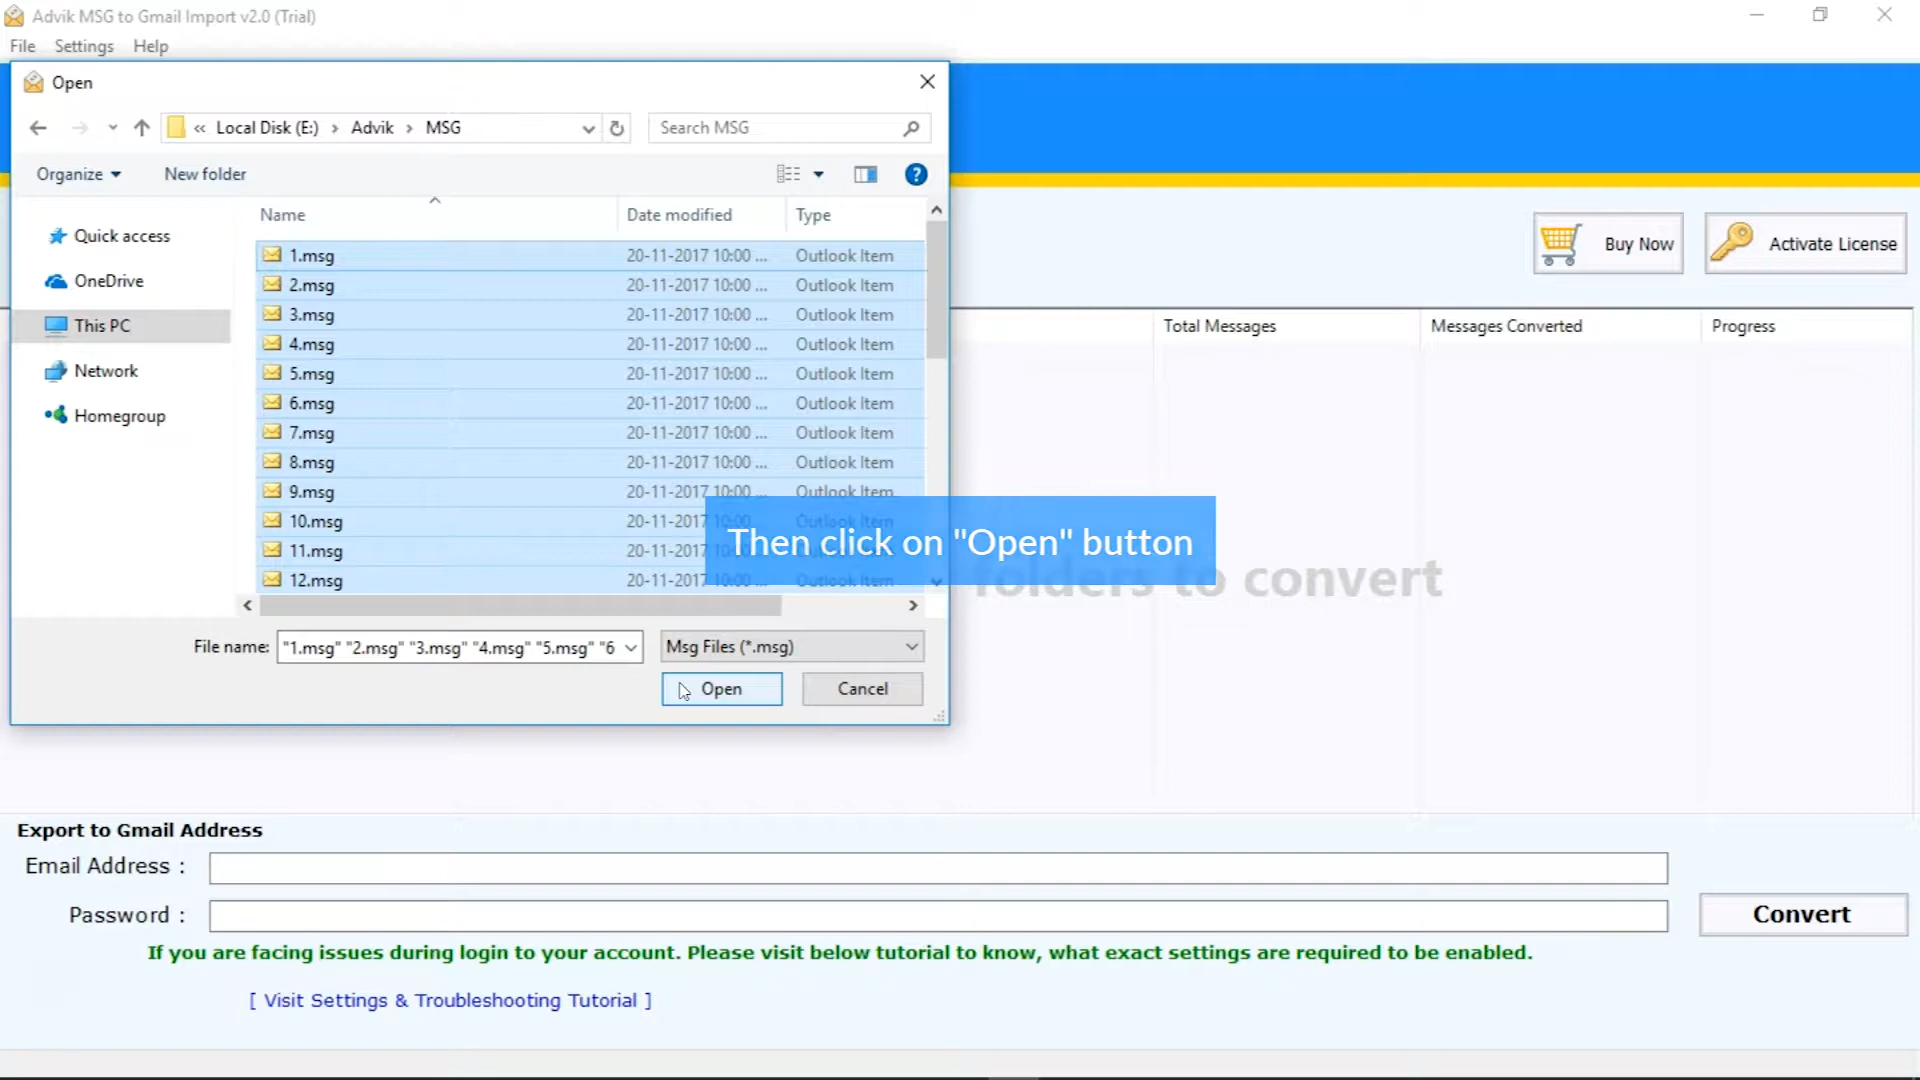 Advik MSG to Gmail Import v2.0 (Trial)
File Settings Help
Open
« Local Disk (E:) › Advik › MSG
Search MSG
Organize
New folder
Name
Date modified
Type
Quick access
OneDrive
This PC
Network
Homegroup
1.msg 20-11-2017 10:00 ... Outlook Item
2.msg 20-11-2017 10:00 ... Outlook Item
3.msg 20-11-2017 10:00 ... Outlook Item
4.msg 20-11-2017 10:00 ... Outlook Item
5.msg 20-11-2017 10:00 ... Outlook Item
6.msg 20-11-2017 10:00 ... Outlook Item
7.msg 20-11-2017 10:00 ... Outlook Item
8.msg 20-11-2017 10:00 ... Outlook Item
9.msg 20-11-2017 10:00 ... Outlook Item
10.msg 20-11-2017 10:00 ... Outlook Item
11.msg 20-11-2017
12.msg 20-11-2017 10:00 ... Outlook Item
Then click on "Open" button
folders to convert
File name: "1.msg" "2.msg" "3.msg" "4.msg" "5.msg" "6
Msg Files (*.msg)
Open
Cancel
Buy Now
Activate License
Total Messages
Messages Converted
Progress
Export to Gmail Address
Email Address :
Password :
Convert
If you are facing issues during login to your account. Please visit below tutorial to know, what exact settings are required to be enabled.
[ Visit Settings & Troubleshooting Tutorial ]